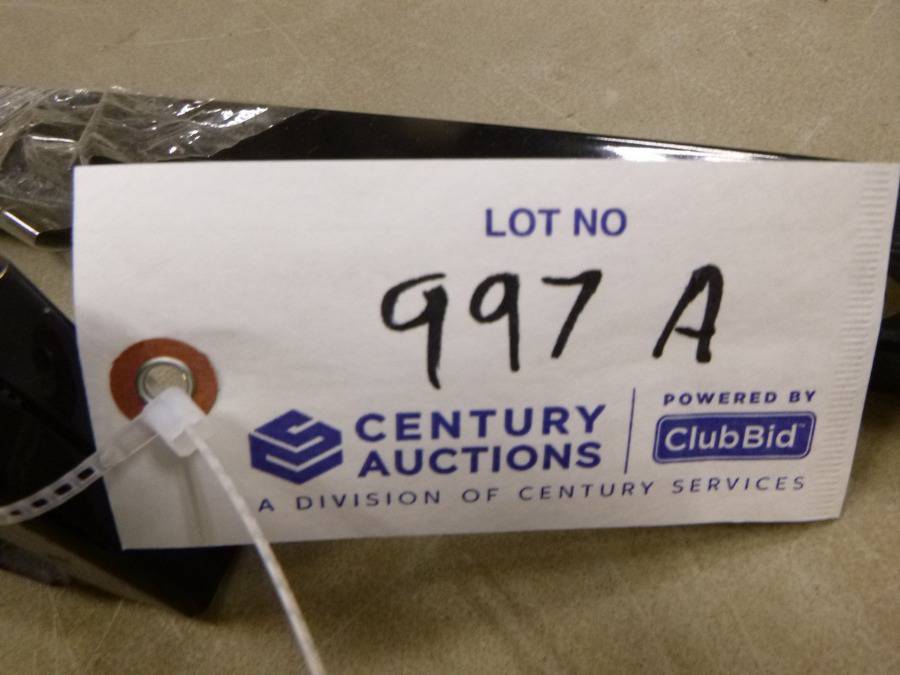 LOT NO
997 A
CENTURY
AUCTIONS
POWERED BY
ClubBid™
A DIVISION OF CENTURY SERVICES